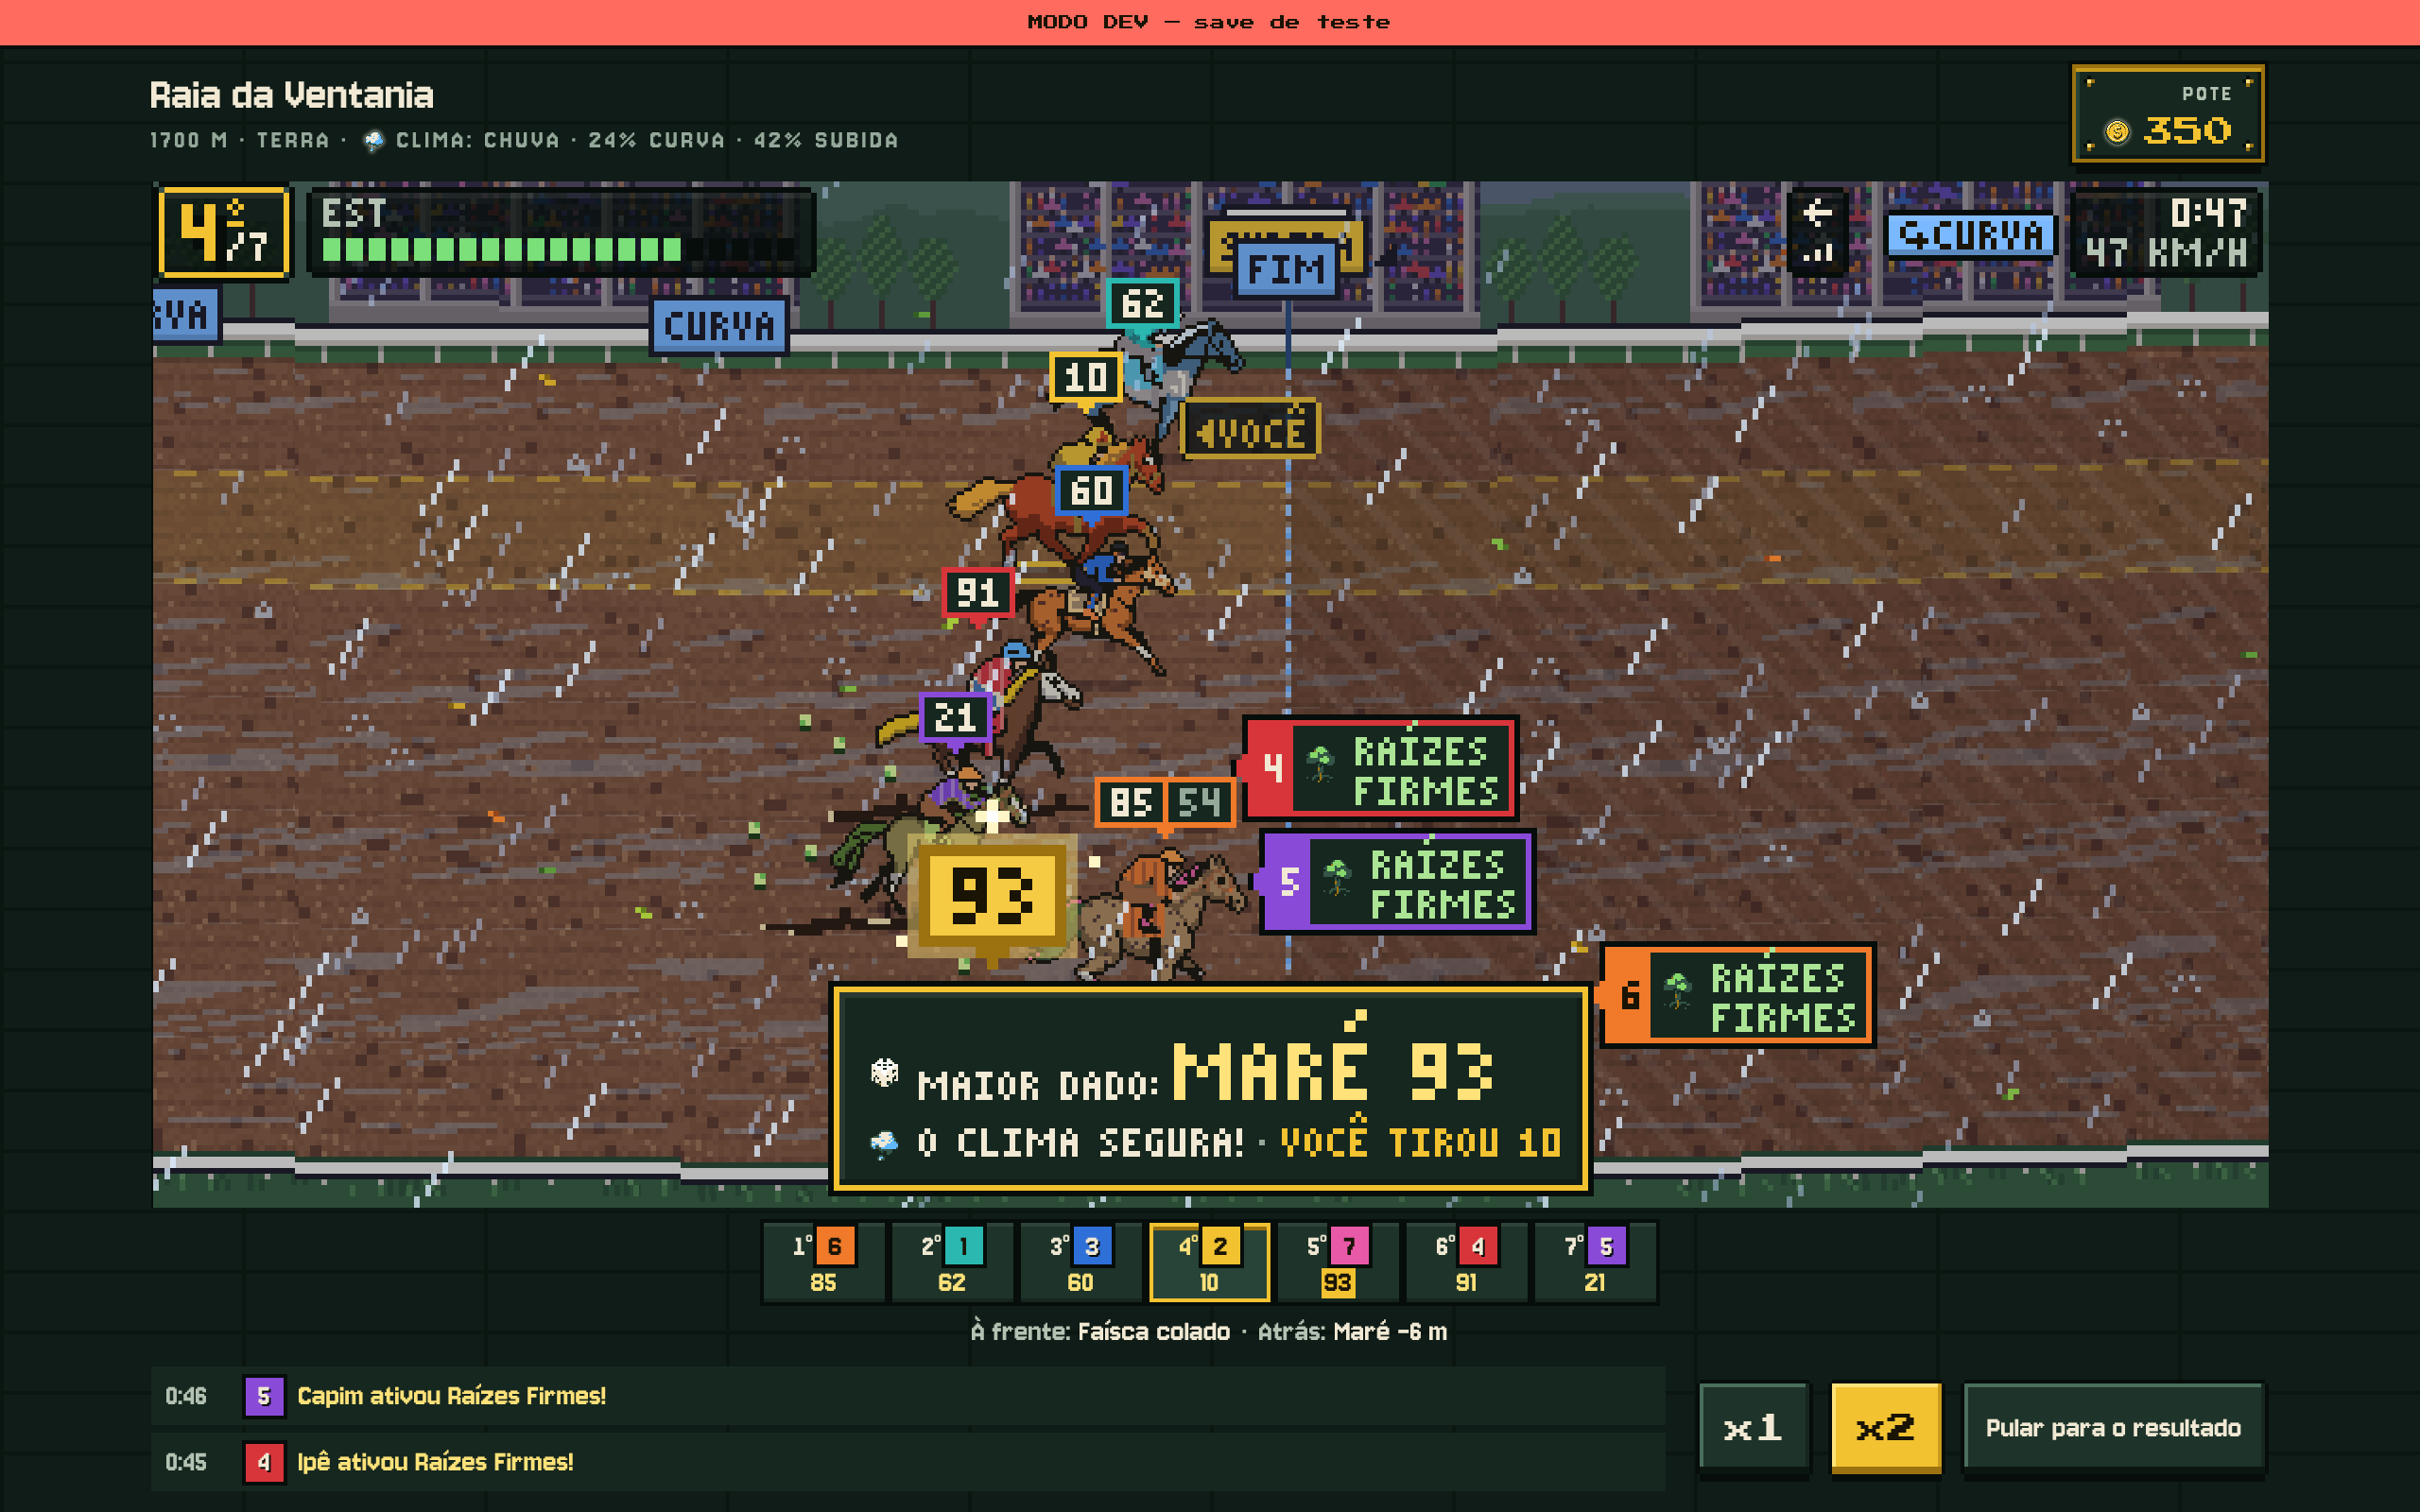 MODO DEV — save de teste
Raia da Ventania
1700 M · TERRA · CLIMA: CHUVA · 24% CURVA · 42% SUBIDA
POTE
350
4º/7
EST
FIM
CURVA
0:47
47 KM/H
RVA
CURVA
62
10
VOCÊ
60
91
21
85 54
4 RAÍZES
FIRMES
5 RAÍZES
FIRMES
93
6 RAÍZES
FIRMES
MAIOR DADO: MARÉ 93
O CLIMA SEGURA! · VOCÊ TIROU 10
1º 6 2º 1 3º 3 4º 2 5º 7 6º 4 7º 5
85 62 60 10 93 91 21
À frente: Faísca colado · Atrás: Maré -6 m
0:46 5 Capim ativou Raízes Firmes!
0:45 4 Ipê ativou Raízes Firmes!
x1 x2 Pular para o resultado